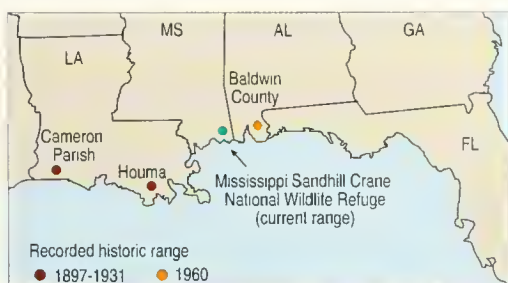 MS
AL
GA
LA
Baldwin
County
Cameron
Parish
Houma
FL
Mississippi Sandhill Crane
National Wildlife Refuge
(current range)
Recorded historic range
1897-1931
1960